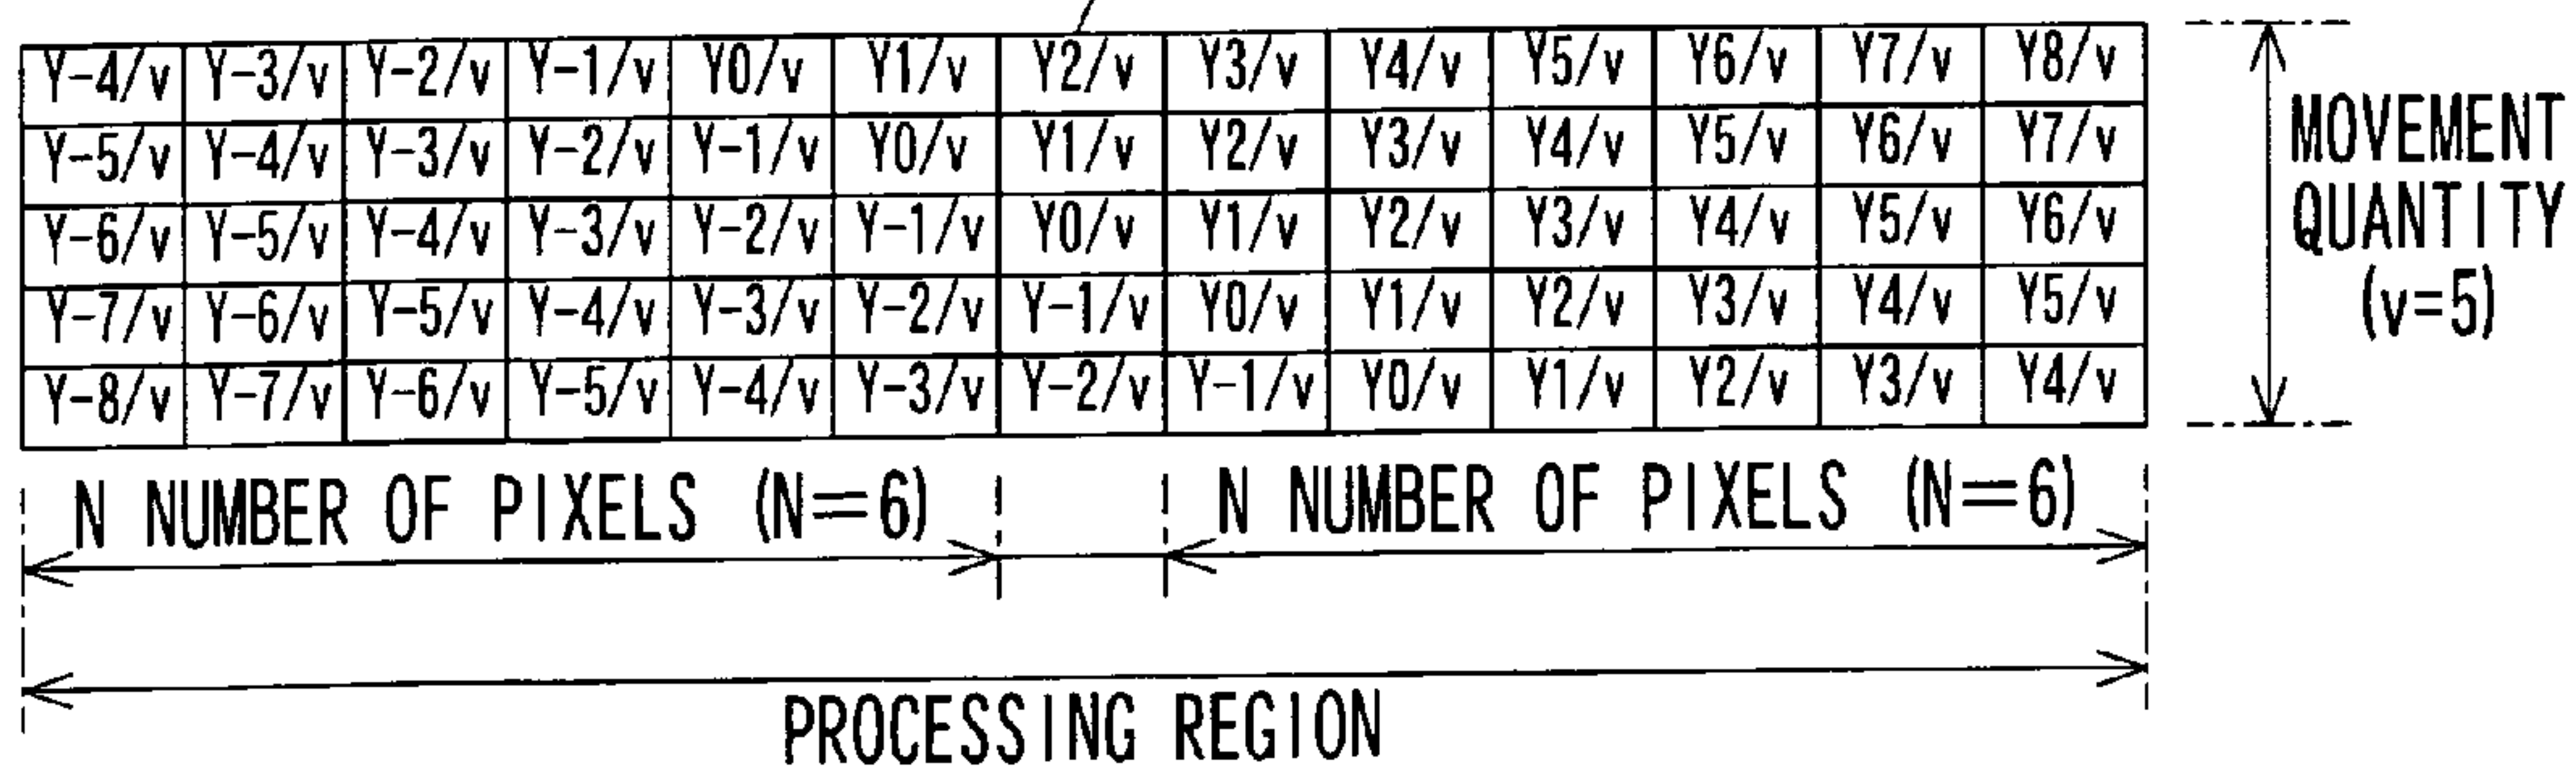 Y-4/v Y-3/v Y-2/v Y-1/v Y0/v Y1/v Y2/v Y3/v Y4/v Y5/v Y6/v Y7/v Y8/v
Y-5/v Y-4/v Y-3/v Y-2/v Y-1/v Y0/v Y1/v Y2/v Y3/v Y4/v Y5/v Y6/v Y7/v
Y-6/v Y-5/v Y-4/v Y-3/v Y-2/v Y-1/v Y0/v Y1/v Y2/v Y3/v Y4/v Y5/v Y6/v
Y-7/v Y-6/v Y-5/v Y-4/v Y-3/v Y-2/v Y-1/v Y0/v Y1/v Y2/v Y3/v Y4/v Y5/v
Y-8/v Y-7/v Y-6/v Y-5/v Y-4/v Y-3/v Y-2/v Y-1/v Y0/v Y1/v Y2/v Y3/v Y4/v
MOVEMENT
QUANTITY
(v=5)
N NUMBER OF PIXELS (N=6)
N NUMBER OF PIXELS (N=6)
PROCESSING REGION